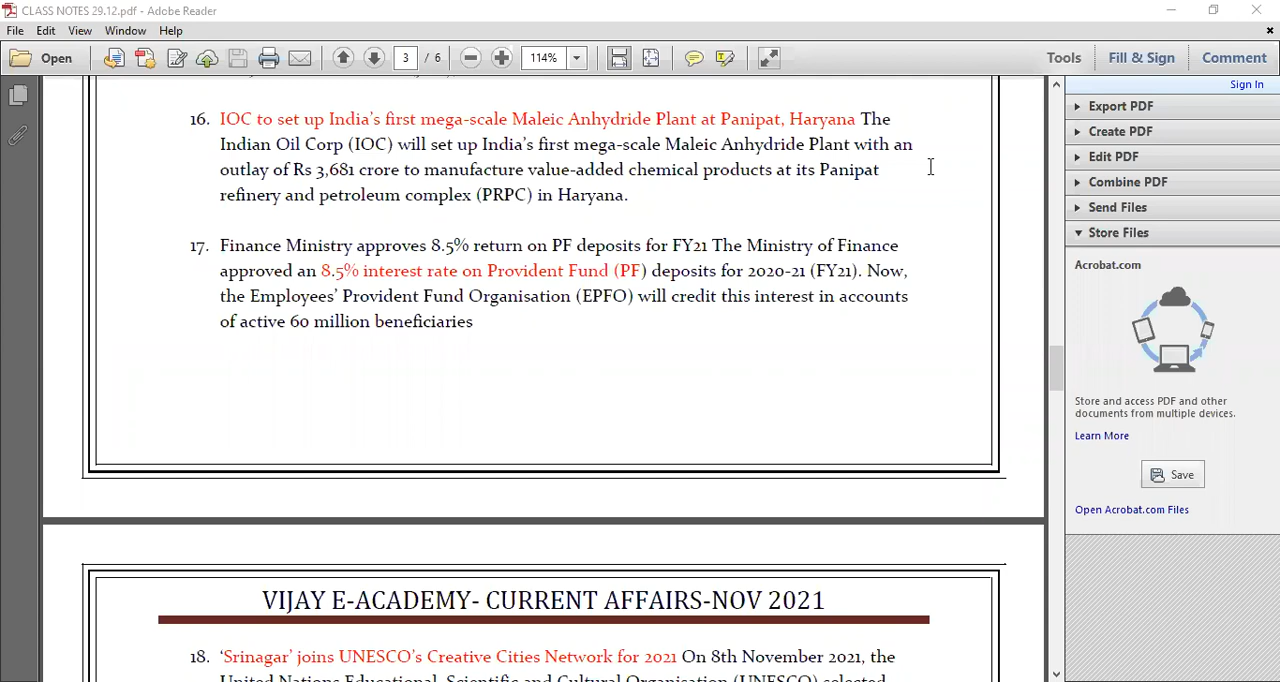 CLASS NOTES 29.12.pdf - Adobe Reader
File Edit View Window Help
Open 3 / 6 114% Tools Fill & Sign Comment
Sign In
Export PDF
Create PDF
Edit PDF
Combine PDF
Send Files
Store Files
Acrobat.com
Store and access PDF and other
documents from multiple devices.
Learn More
Save
Open Acrobat.com Files
16. IOC to set up India's first mega-scale Maleic Anhydride Plant at Panipat, Haryana The
Indian Oil Corp (IOC) will set up India's first mega-scale Maleic Anhydride Plant with an
outlay of Rs 3,681 crore to manufacture value-added chemical products at its Panipat
refinery and petroleum complex (PRPC) in Haryana.
17. Finance Ministry approves 8.5% return on PF deposits for FY21 The Ministry of Finance
approved an 8.5% interest rate on Provident Fund (PF) deposits for 2020-21 (FY21). Now,
the Employees' Provident Fund Organisation (EPFO) will credit this interest in accounts
of active 60 million beneficiaries
VIJAY E-ACADEMY- CURRENT AFFAIRS-NOV 2021
18. 'Srinagar' joins UNESCO's Creative Cities Network for 2021 On 8th November 2021, the
United Nations Educational, Scientific and Cultural Organisation (UNESCO) selected